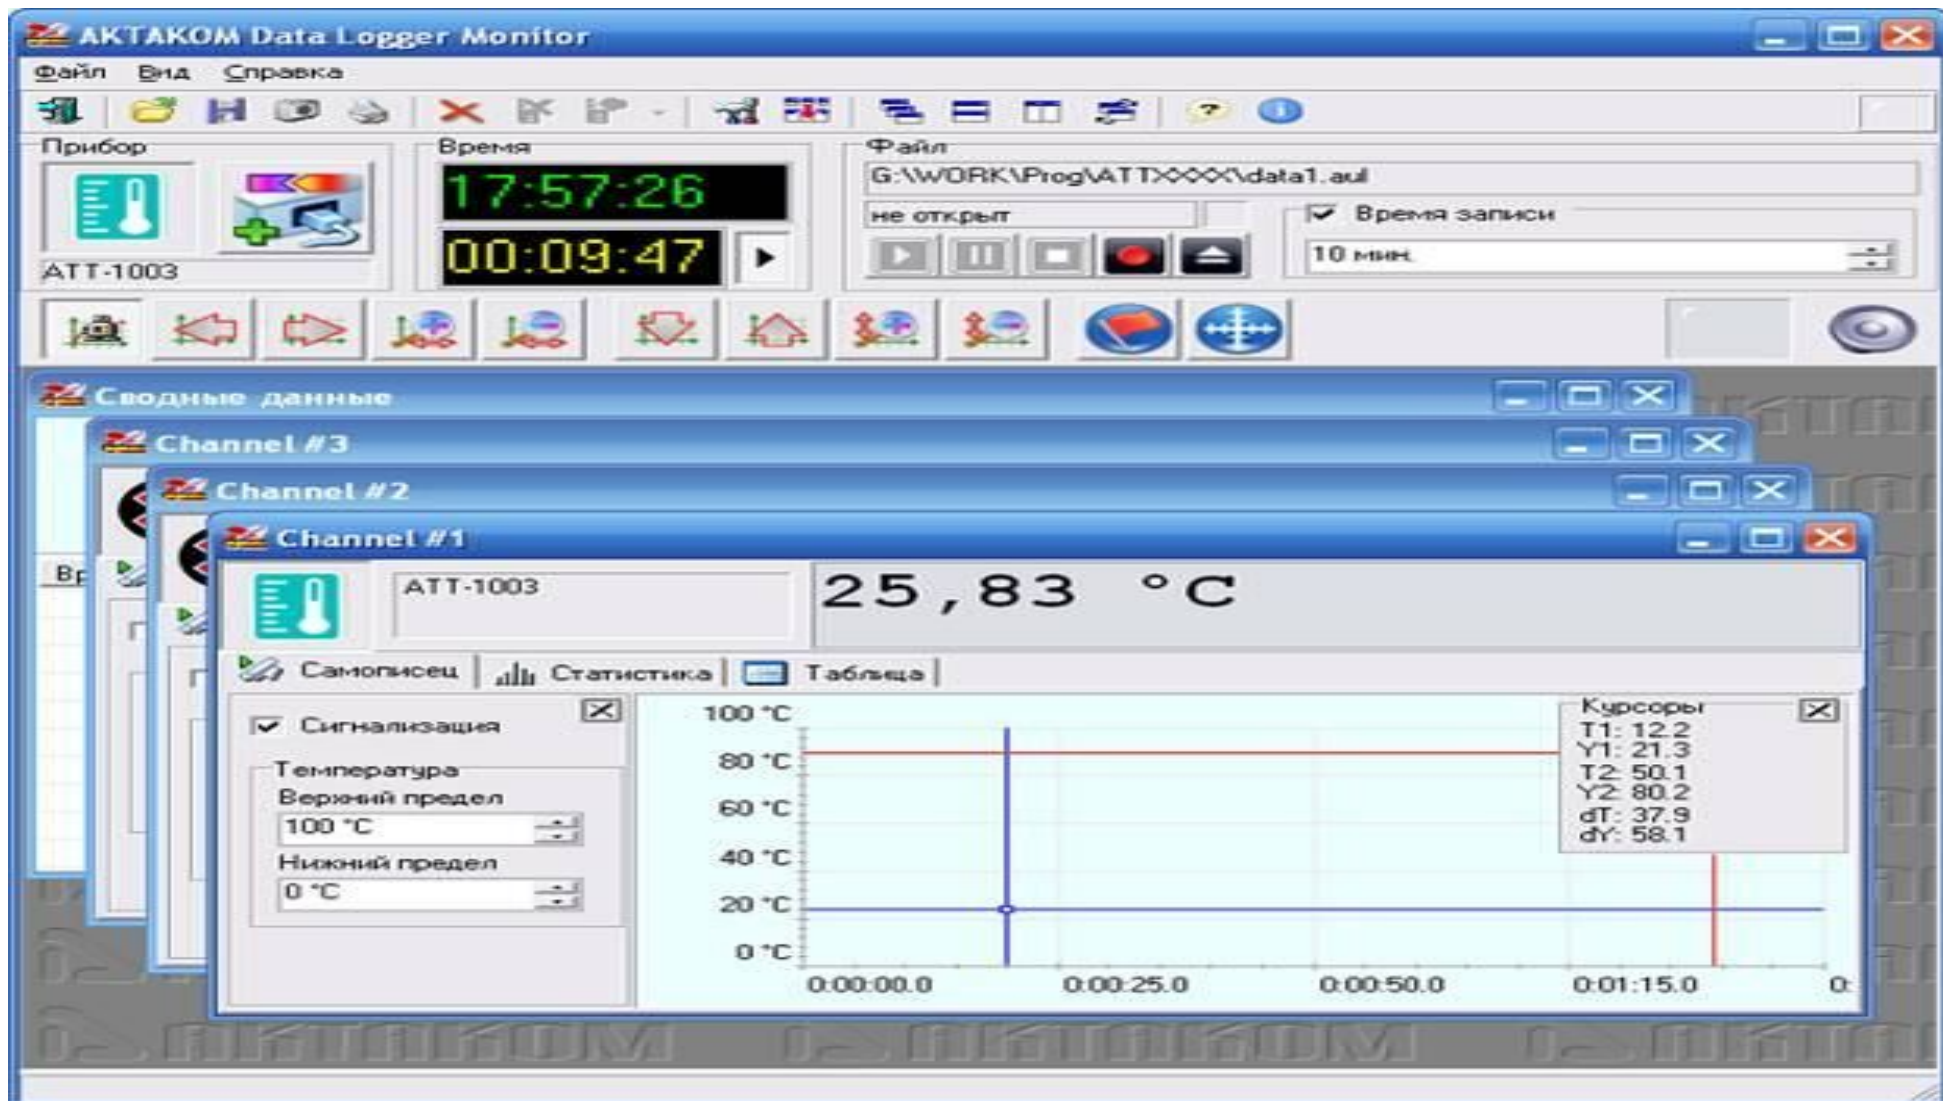 AKTAKOM Data Logger Monitor
Файл Вид Справка
Прибор
ATT-1003
Время
17:57:26
00:09:47
Файл
G:\WORK\Prog\ATTXXXX\data1.aul
не открыт
Время записи
10 мин.
Сводные данные
Channel #3
Channel #2
Channel #1
Вр
ATT-1003
25,83 °C
Самописец Статистика Таблица
Сигнализация
Температура
Верхний предел
100 °C
Нижний предел
0 °C
100 °C
80 °C
60 °C
40 °C
20 °C
0 °C
0:00:00.0 0:00:25.0 0:00:50.0 0:01:15.0 0:
Курсоры
T1: 12.2
Y1: 21.3
T2: 50.1
Y2: 80.2
dT: 37.9
dY: 58.1
AKTAKOM AKTAKOM